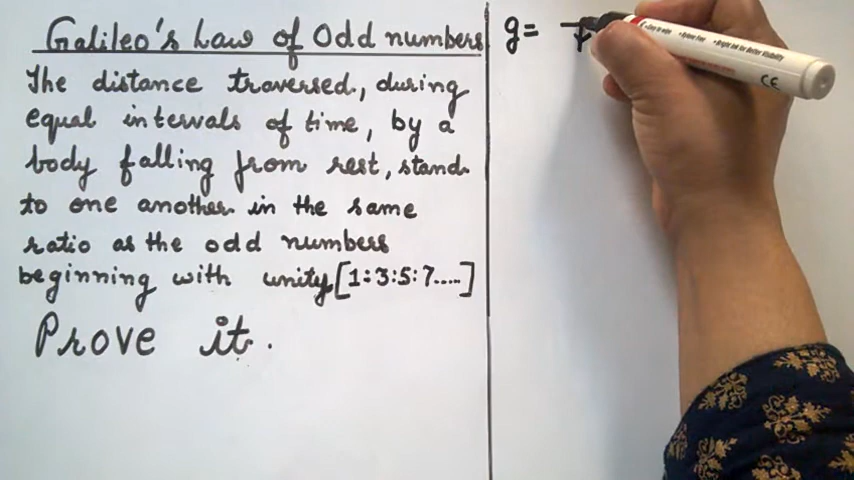 Galileo's Law of Odd numbers
The distance traversed, during
equal intervals of time, by a
body falling from rest, stand
to one another in the same
ratio as the odd numbers
beginning with unity[1:3:5:7.....]
Prove it.
g=
CE